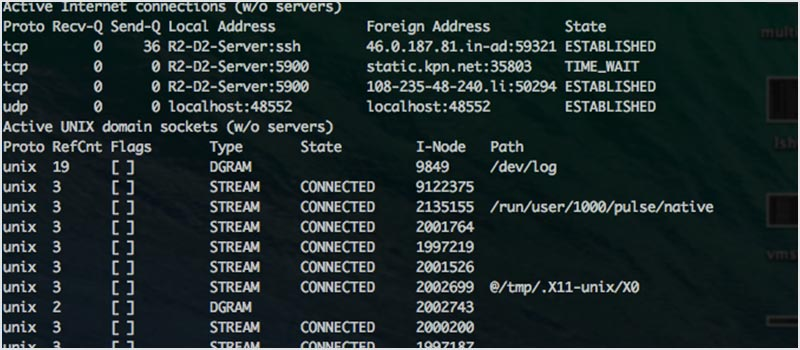 Active Internet connections (w/o servers)
Proto Recv-Q Send-Q Local Address Foreign Address State
tcp 0 36 R2-D2-Server:ssh 46.0.187.81.in-ad:59321 ESTABLISHED
tcp 0 0 R2-D2-Server:5900 static.kpn.net:35803 TIME_WAIT
tcp 0 0 R2-D2-Server:5900 108-235-48-240.li:50294 ESTABLISHED
udp 0 0 localhost:48552 localhost:48552 ESTABLISHED
Active UNIX domain sockets (w/o servers)
Proto RefCnt Flags Type State I-Node Path
unix 19 [ ] DGRAM 9849 /dev/log
unix 3 [ ] STREAM CONNECTED 9122375
unix 3 [ ] STREAM CONNECTED 2135155 /run/user/1000/pulse/native
unix 3 [ ] STREAM CONNECTED 2001764
unix 3 [ ] STREAM CONNECTED 1997219
unix 3 [ ] STREAM CONNECTED 2001526
unix 3 [ ] STREAM CONNECTED 2002699 @/tmp/.X11-unix/X0
unix 2 [ ] DGRAM 2002743
unix 3 [ ] STREAM CONNECTED 2000200
unix 3 [ ] STREAM CONNECTED 1997187
multi
lsh
vms